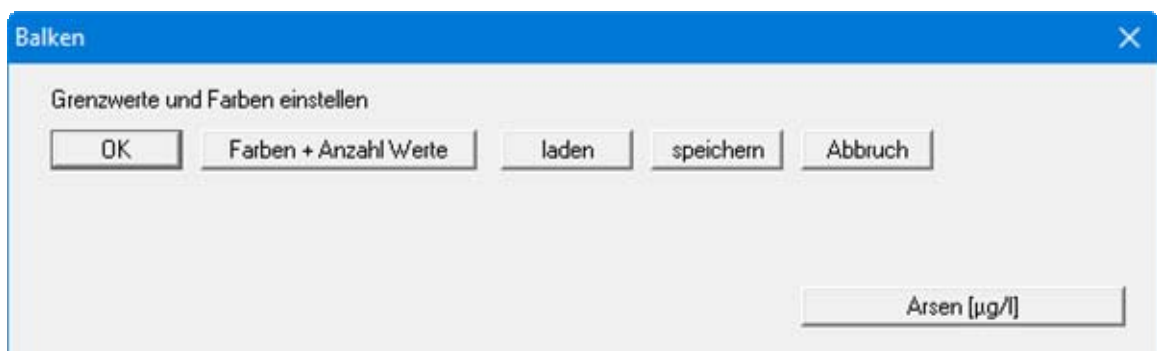 Balken
Grenzwerte und Farben einstellen
OK Farben + Anzahl Werte laden speichern Abbruch
Arsen [µg/l]